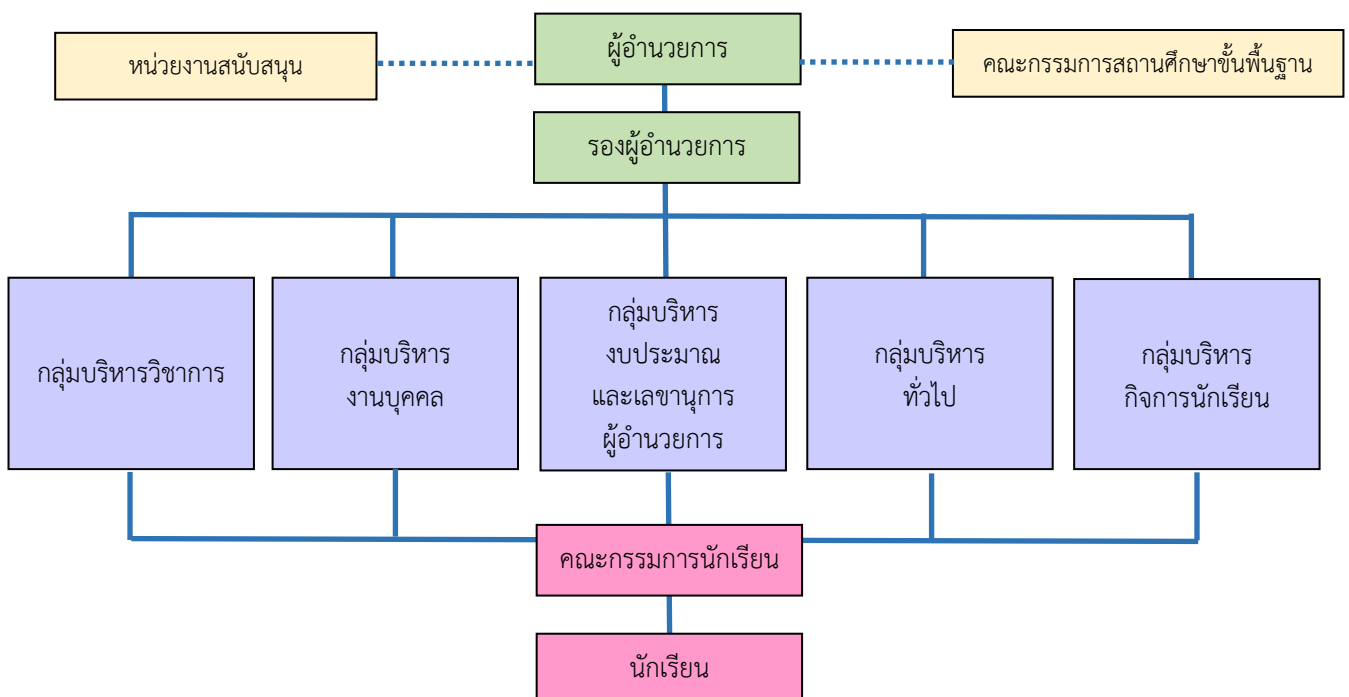 หน่วยงานสนับสนุน
ผู้อำนวยการ
คณะกรรมการสถานศึกษาขั้นพื้นฐาน
รองผู้อำนวยการ
กลุ่มบริหารวิชาการ
กลุ่มบริหาร
งานบุคคล
กลุ่มบริหาร
งบประมาณ
และเลขานุการ
ผู้อำนวยการ
กลุ่มบริหาร
ทั่วไป
กลุ่มบริหาร
กิจการนักเรียน
คณะกรรมการนักเรียน
นักเรียน